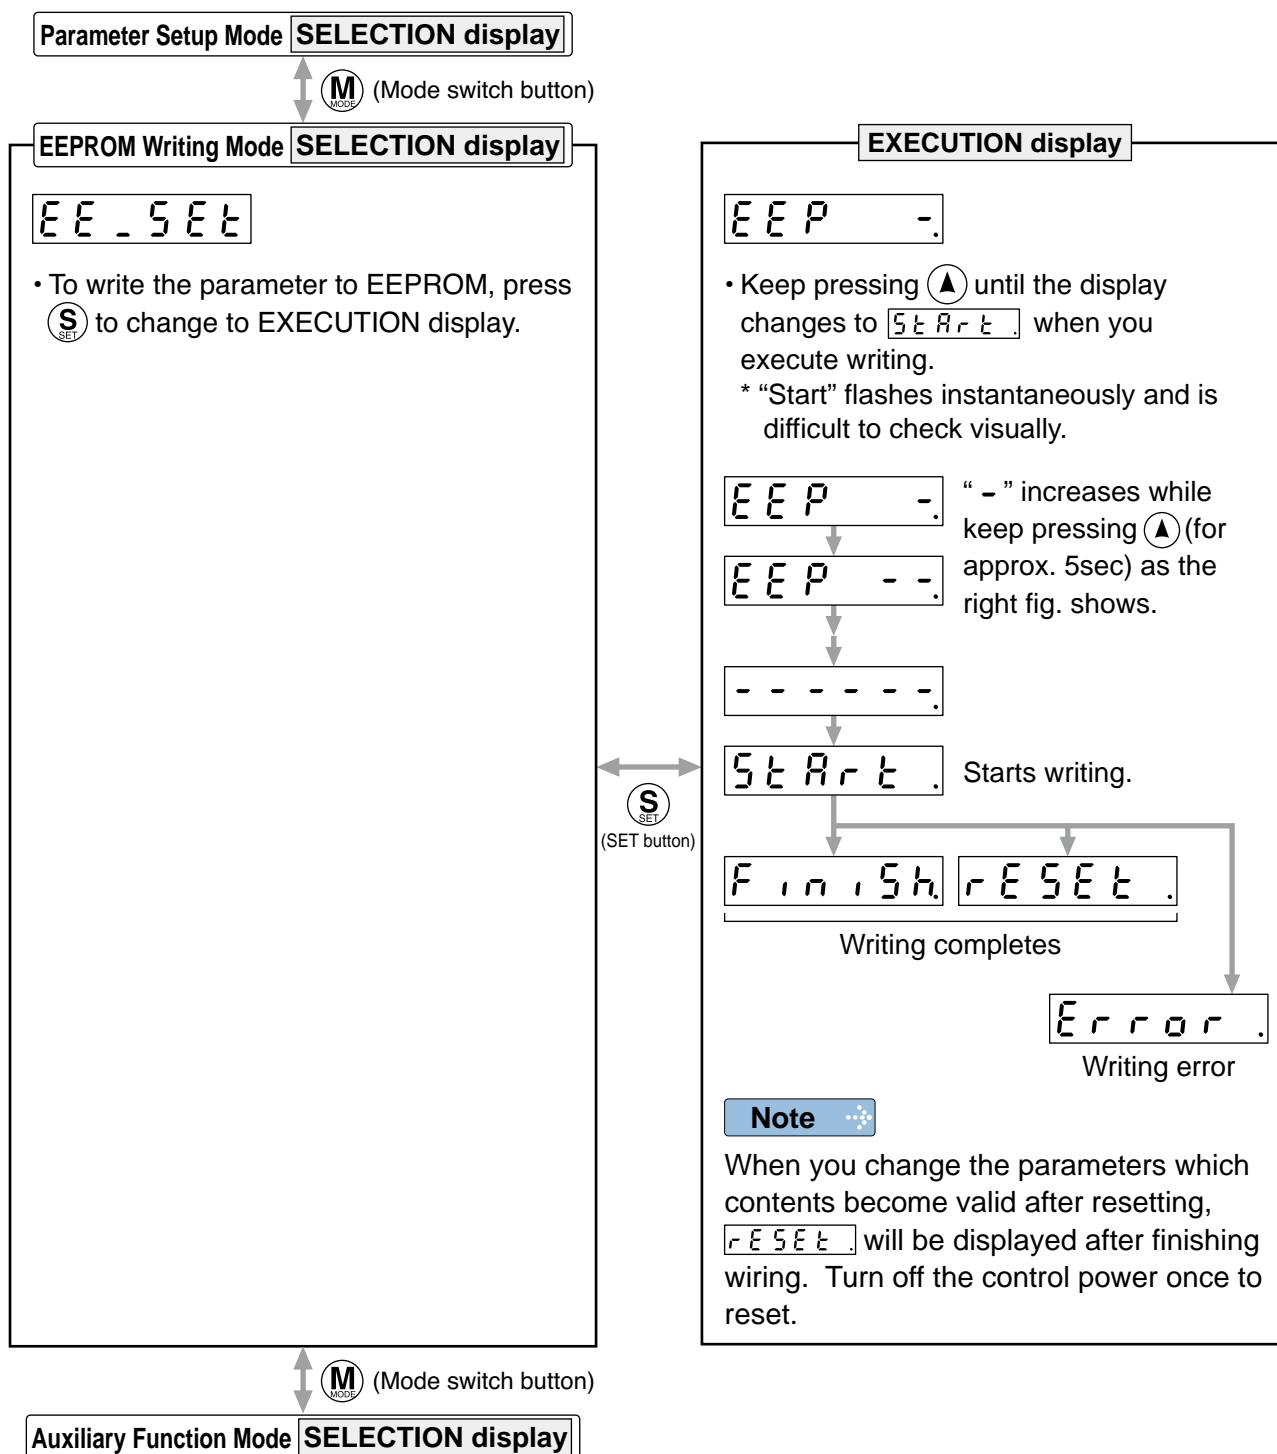 Parameter Setup Mode SELECTION display
M MODE (Mode switch button)
EEPROM Writing Mode SELECTION display
EE_SEt
• To write the parameter to EEPROM, press
S SET to change to EXECUTION display.
S SET
(SET button)
EXECUTION display
EEP -.
• Keep pressing ▲ until the display
changes to StArt . when you
execute writing.
* “Start” flashes instantaneously and is
difficult to check visually.
EEP -.
“ - ” increases while
keep pressing ▲ (for
approx. 5sec) as the
right fig. shows.
EEP --.
------.
StArt . Starts writing.
FiniSh. rESEt .
Writing completes
Error .
Writing error
Note
When you change the parameters which
contents become valid after resetting,
rESEt . will be displayed after finishing
wiring. Turn off the control power once to
reset.
M MODE (Mode switch button)
Auxiliary Function Mode SELECTION display